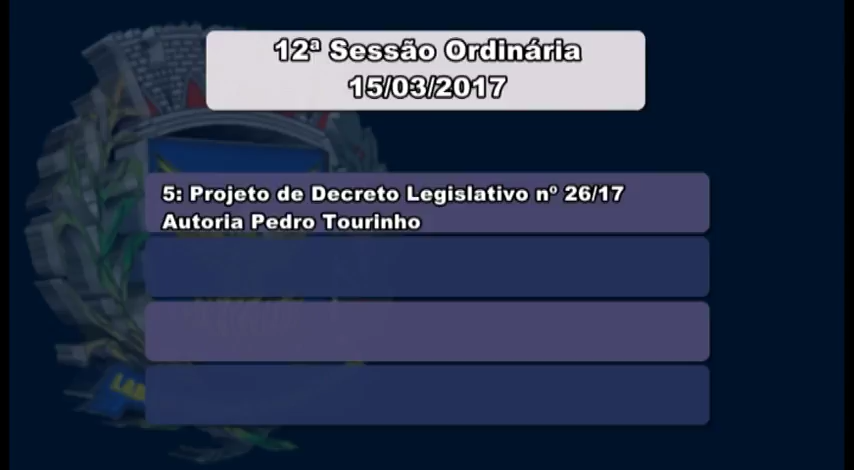 12ª Sessão Ordinária
15/03/2017
5: Projeto de Decreto Legislativo nº 26/17
Autoria Pedro Tourinho